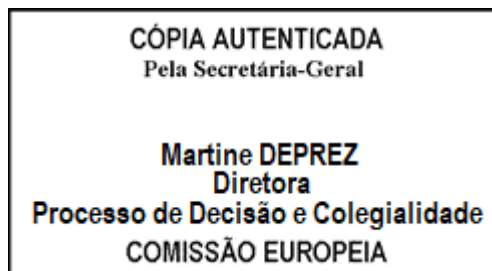 CÓPIA AUTENTICADA
Pela Secretária-Geral
Martine DEPREZ
Diretora
Processo de Decisão e Colegialidade
COMISSÃO EUROPEIA